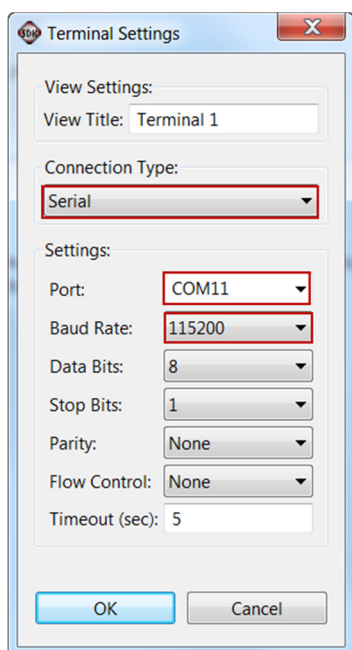 SDK Terminal Settings X
View Settings:
View Title: Terminal 1
Connection Type:
Serial
Settings:
Port: COM11
Baud Rate: 115200
Data Bits: 8
Stop Bits: 1
Parity: None
Flow Control: None
Timeout (sec): 5
OK Cancel